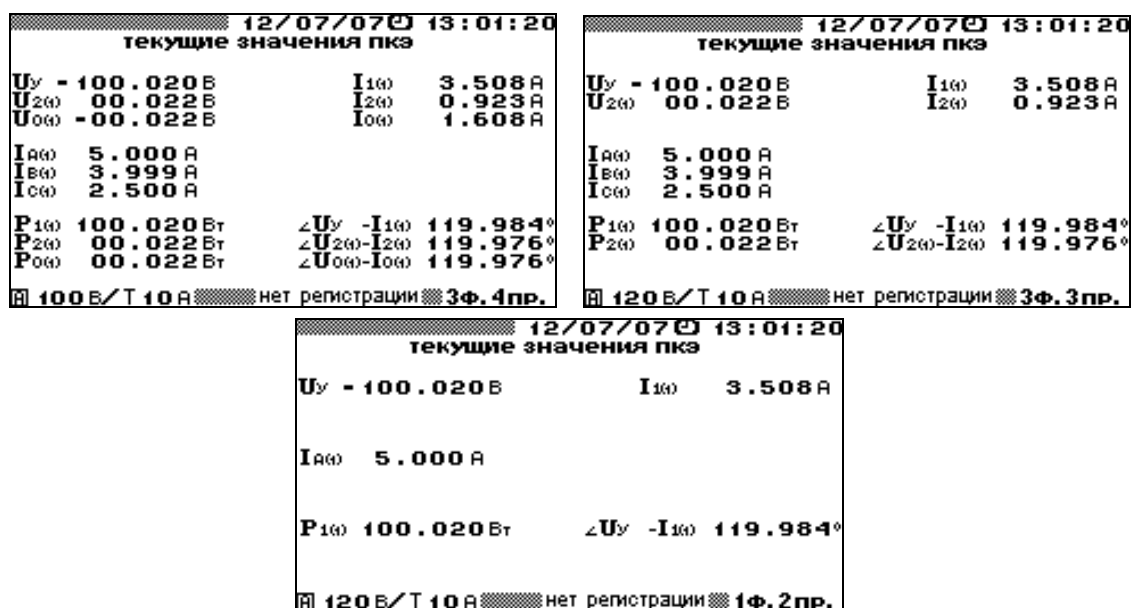 12/07/07 13:01:20
текущие значения пкэ
Uу -100.020В I1(1) 3.508А
U2(1) 00.022В I2(1) 0.923А
U0(1) -00.022В I0(1) 1.608А
IA(1) 5.000А
IB(1) 3.999А
IC(1) 2.500А
P1(1) 100.020Вт ∠Uу -I1(1) 119.984°
P2(1) 00.022Вт ∠U2(1)-I2(1) 119.976°
P0(1) 00.022Вт ∠U0(1)-I0(1) 119.976°
А 100В/Т10А нет регистрации 3ф.4пр.
12/07/07 13:01:20
текущие значения пкэ
Uу -100.020В I1(1) 3.508А
U2(1) 00.022В I2(1) 0.923А
IA(1) 5.000А
IB(1) 3.999А
IC(1) 2.500А
P1(1) 100.020Вт ∠Uу -I1(1) 119.984°
P2(1) 00.022Вт ∠U2(1)-I2(1) 119.976°
А 120В/Т10А нет регистрации 3ф.3пр.
12/07/07 13:01:20
текущие значения пкэ
Uу -100.020В I1(1) 3.508А
IA(1) 5.000А
P1(1) 100.020Вт ∠Uу -I1(1) 119.984°
А 120В/Т10А нет регистрации 1ф.2пр.